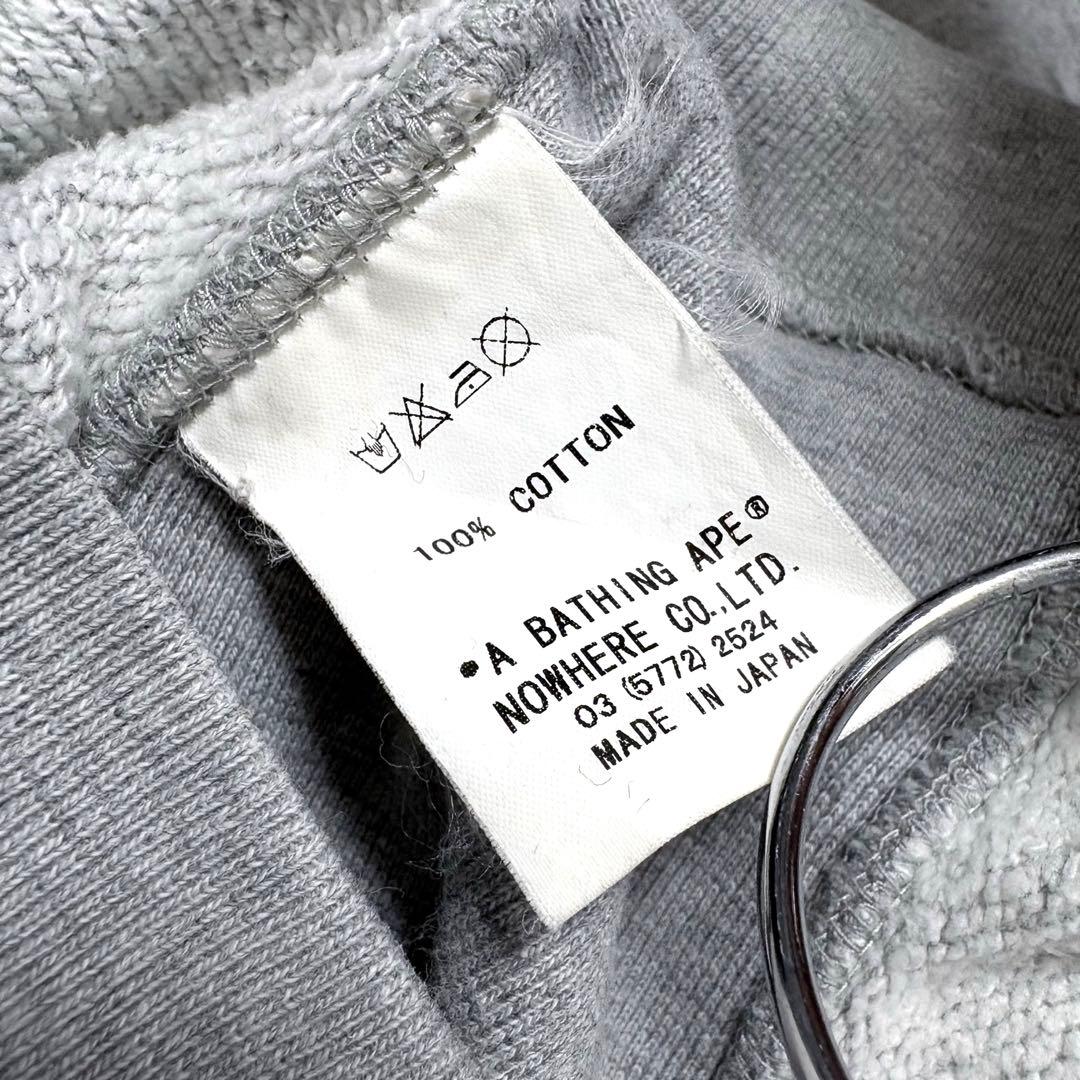 100% COTTON
•A BATHING APE®
NOWHERE CO.,LTD.
03 (5772) 2524
MADE IN JAPAN